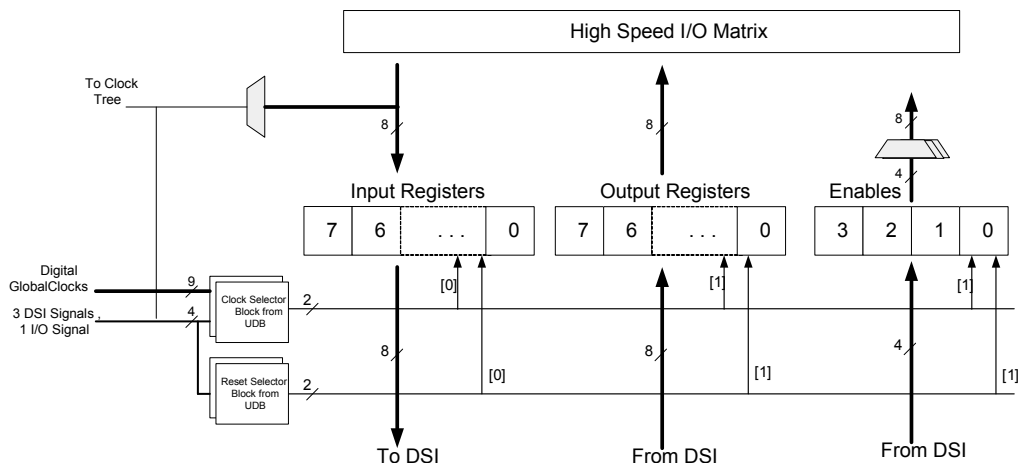 High Speed I/O Matrix
To Clock
Tree
8
8
8
4
Input Registers
Output Registers
Enables
7 6 . . . 0
7 6 . . . 0
3 2 1 0
Digital
GlobalClocks
9
[0]
[1]
[1]
3 DSI Signals ,
1 I/O Signal
4
Clock Selector
Block from
UDB
2
8
8
4
Reset Selector
Block from
UDB
2
[0]
[1]
[1]
To DSI
From DSI
From DSI